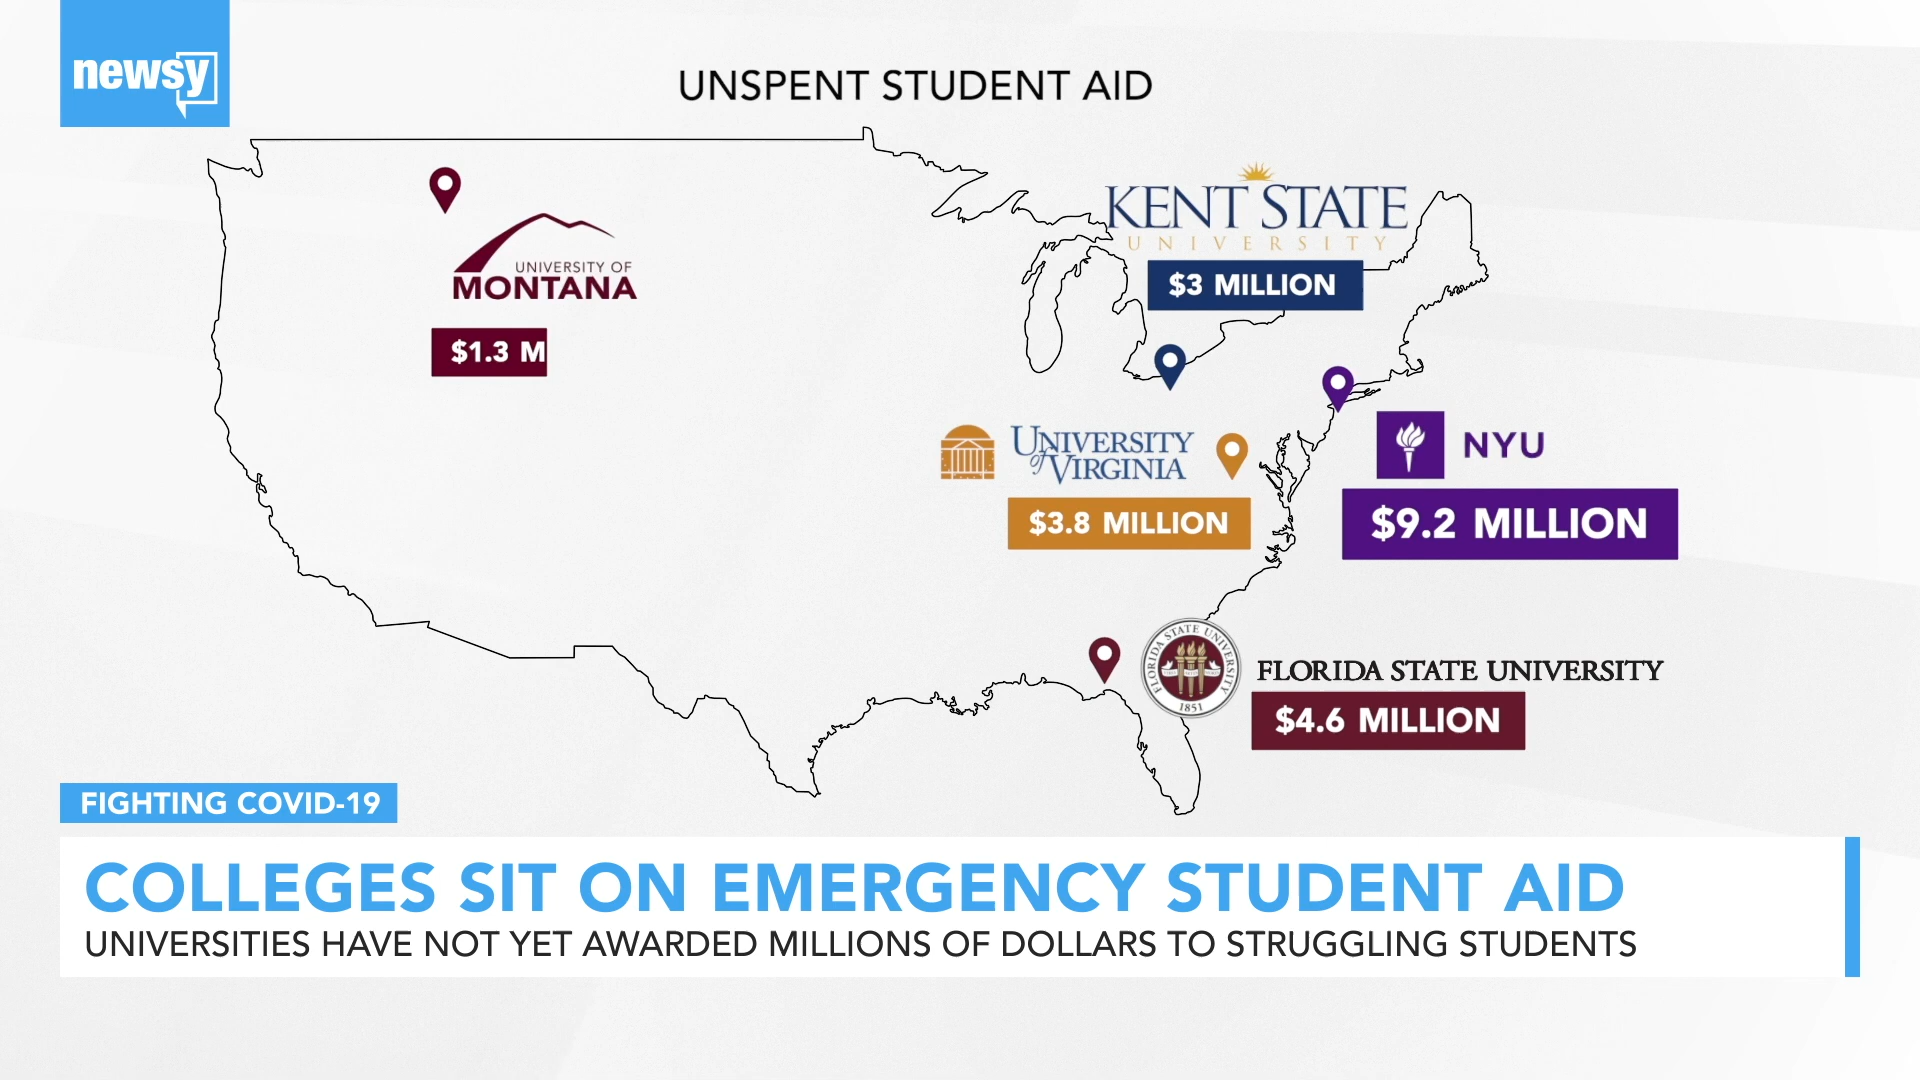 newsy
UNSPENT STUDENT AID
UNIVERSITY OF
MONTANA
$1.3 M
KENT STATE
UNIVERSITY
$3 MILLION
UNIVERSITY
of VIRGINIA
$3.8 MILLION
NYU
$9.2 MILLION
FLORIDA STATE UNIVERSITY
1851
FLORIDA STATE UNIVERSITY
$4.6 MILLION
FIGHTING COVID-19
COLLEGES SIT ON EMERGENCY STUDENT AID
UNIVERSITIES HAVE NOT YET AWARDED MILLIONS OF DOLLARS TO STRUGGLING STUDENTS